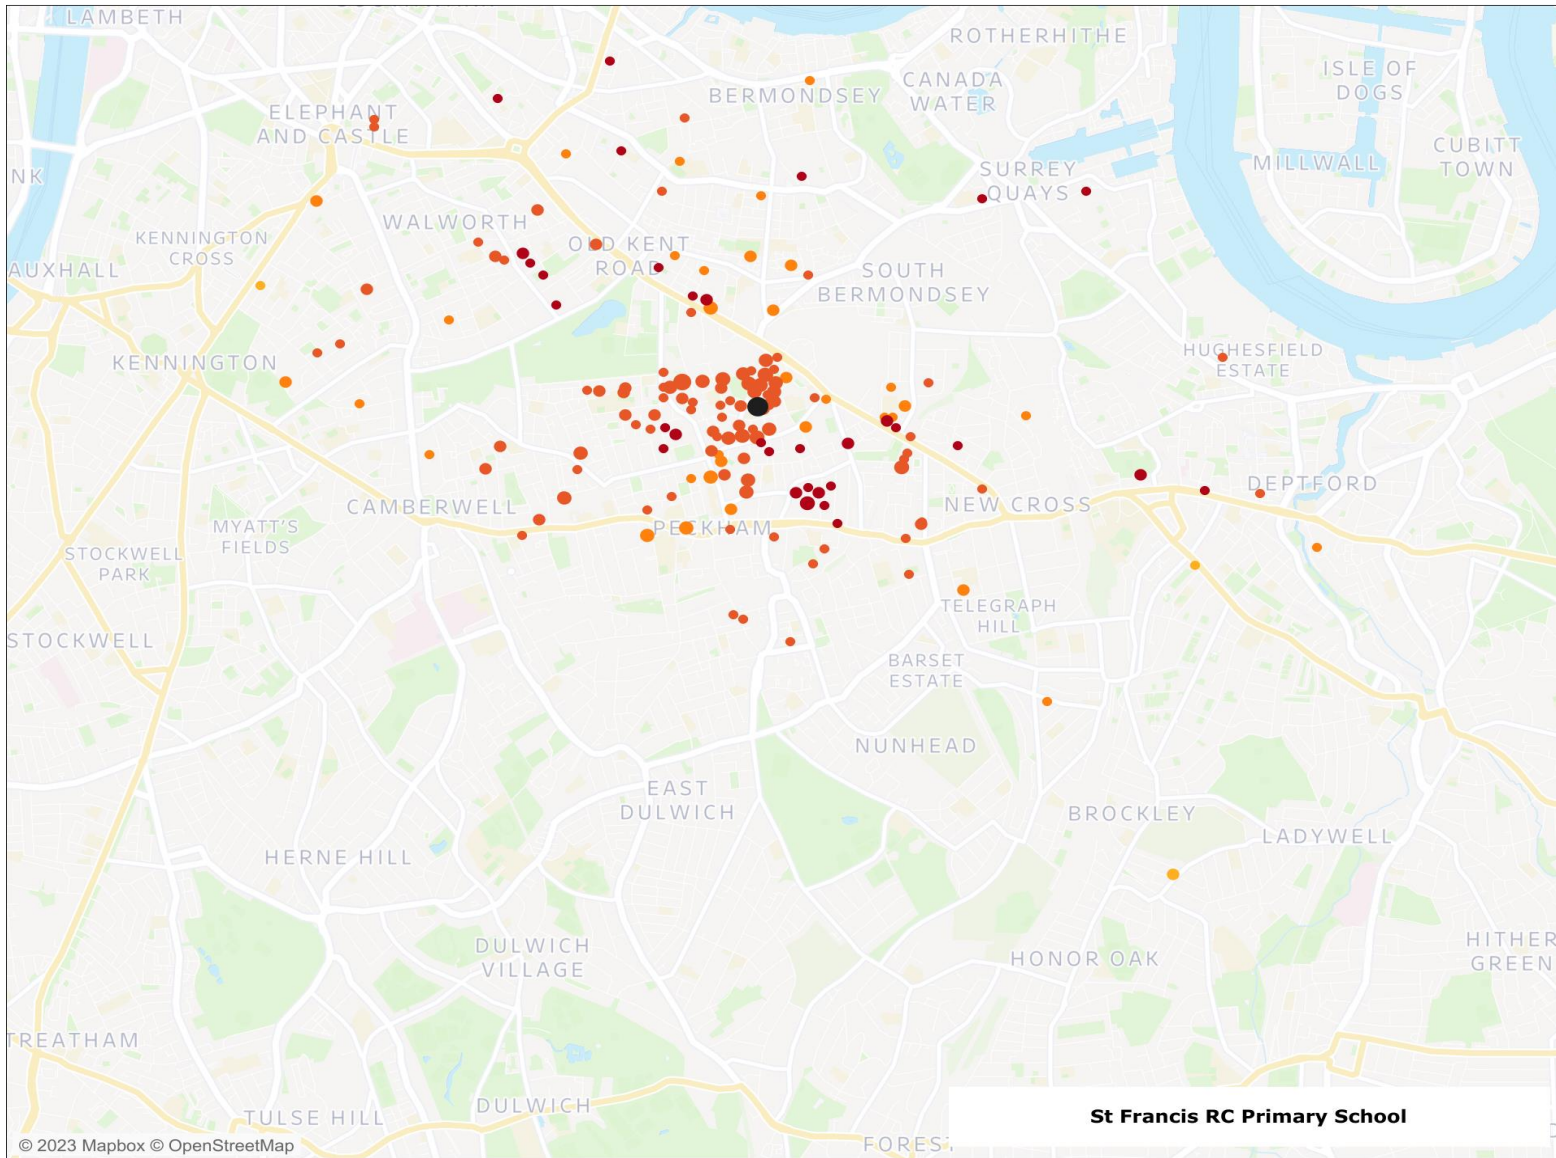 LAMBETH
ROTHERHITHE
ISLE OF
DOGS
CANADA
WATER
BERMONDSEY
ELEPHANT
AND CASTLE
CUBITT
TOWN
MILLWALL
SURREY
QUAYS
NK
WALWORTH
KENNINGTON
CROSS
OLD KENT
ROAD
AUXHALL
SOUTH
BERMONDSEY
HUGHESFIELD
ESTATE
KENNINGTON
DEPTFORD
CAMBERWELL
NEW CROSS
MYATT'S
FIELDS
PECKHAM
STOCKWELL
PARK
TELEGRAPH
HILL
STOCKWELL
BARSET
ESTATE
NUNHEAD
EAST
DULWICH
BROCKLEY
LADYWELL
HERNE HILL
DULWICH
VILLAGE
HITHER
GREEN
HONOR OAK
TREATHAM
DULWICH
TULSE HILL
St Francis RC Primary School
FOREST
© 2023 Mapbox © OpenStreetMap